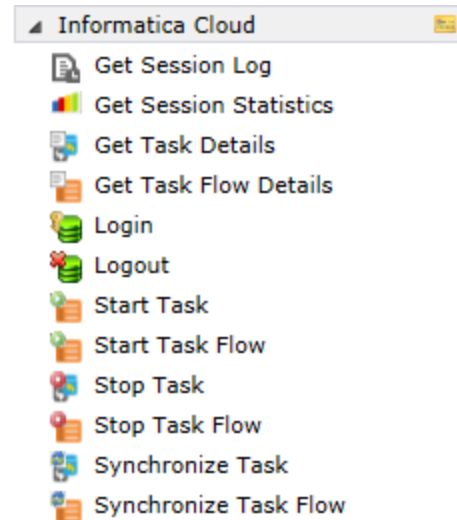 Informatica Cloud
Get Session Log
Get Session Statistics
Get Task Details
Get Task Flow Details
Login
Logout
Start Task
Start Task Flow
Stop Task
Stop Task Flow
Synchronize Task
Synchronize Task Flow